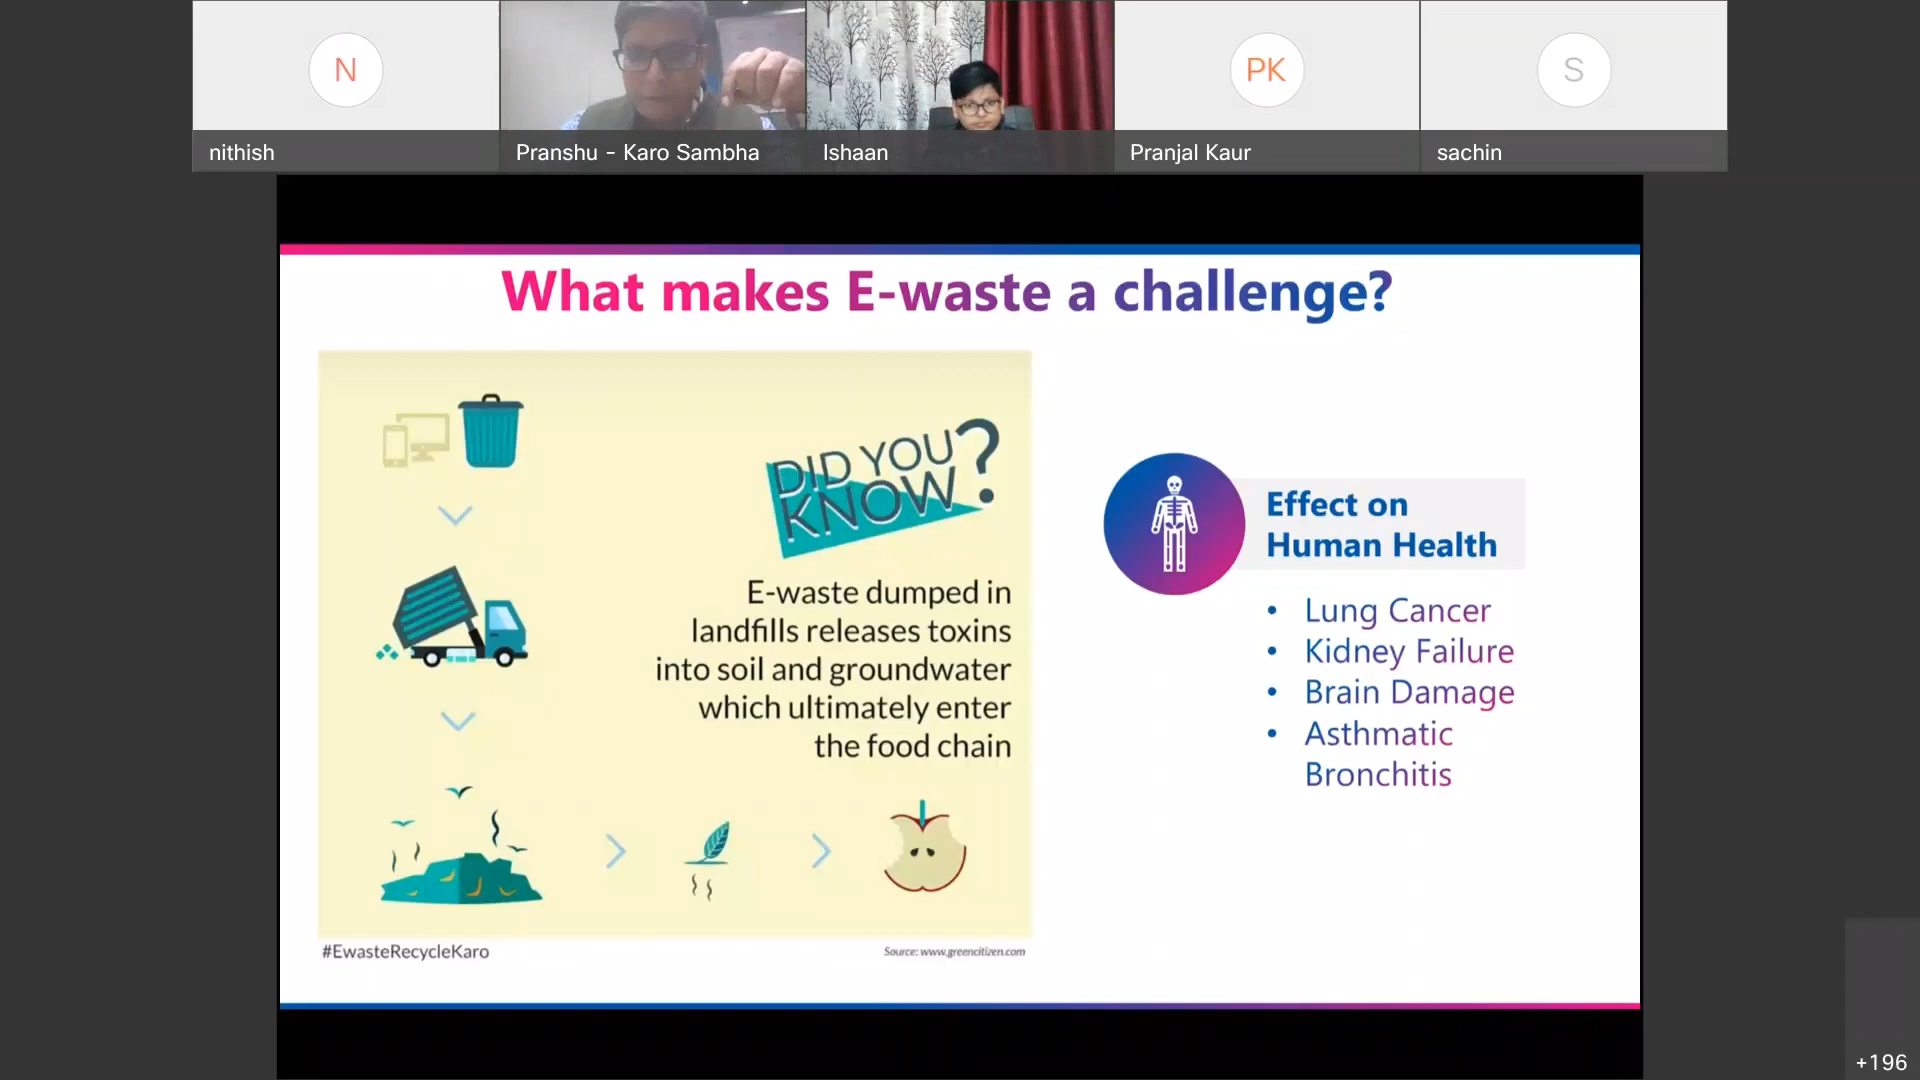 N
PK
S
nithish
Pranshu - Karo Sambha
Ishaan
Pranjal Kaur
sachin
What makes E-waste a challenge?
DID YOU
KNOW?
E-waste dumped in
landfills releases toxins
into soil and groundwater
which ultimately enter
the food chain
#EwasteRecycleKaro
Source: www.greencitizen.com
Effect on
Human Health
• Lung Cancer
• Kidney Failure
• Brain Damage
• Asthmatic
Bronchitis
+196